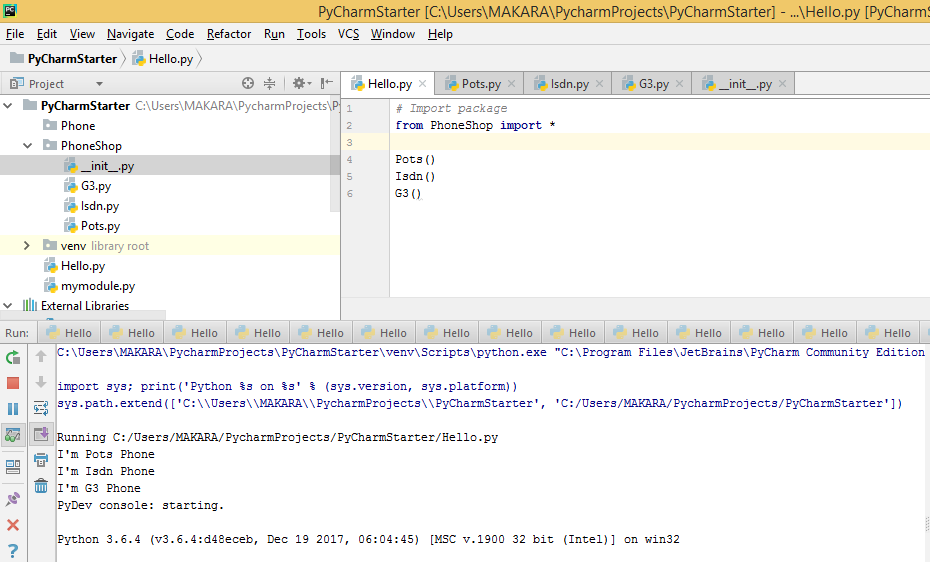 PyCharmStarter [C:\Users\MAKARA\PycharmProjects\PyCharmStarter] - ...\Hello.py [PyCharmS
File Edit View Navigate Code Refactor Run Tools VCS Window Help
PyCharmStarter Hello.py
Project
Hello.py Pots.py Isdn.py G3.py __init__.py
PyCharmStarter C:\Users\MAKARA\PycharmProjects\P
Phone
PhoneShop
__init__.py
G3.py
Isdn.py
Pots.py
venv library root
Hello.py
mymodule.py
External Libraries
1 # Import package
2 from PhoneShop import *
3
4 Pots()
5 Isdn()
6 G3()
Run: Hello Hello Hello Hello Hello Hello Hello Hello Hello Hello Hello Hello Hello Hello
C:\Users\MAKARA\PycharmProjects\PyCharmStarter\venv\Scripts\python.exe "C:\Program Files\JetBrains\PyCharm Community Edition
import sys; print('Python %s on %s' % (sys.version, sys.platform))
sys.path.extend(['C:\\Users\\MAKARA\\PycharmProjects\\PyCharmStarter', 'C:/Users/MAKARA/PycharmProjects/PyCharmStarter'])
Running C:/Users/MAKARA/PycharmProjects/PyCharmStarter/Hello.py
I'm Pots Phone
I'm Isdn Phone
I'm G3 Phone
PyDev console: starting.
Python 3.6.4 (v3.6.4:d48eceb, Dec 19 2017, 06:04:45) [MSC v.1900 32 bit (Intel)] on win32